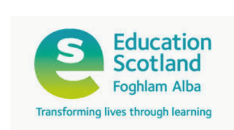 Education
Scotland
Foghlam Alba
Transforming lives through learning